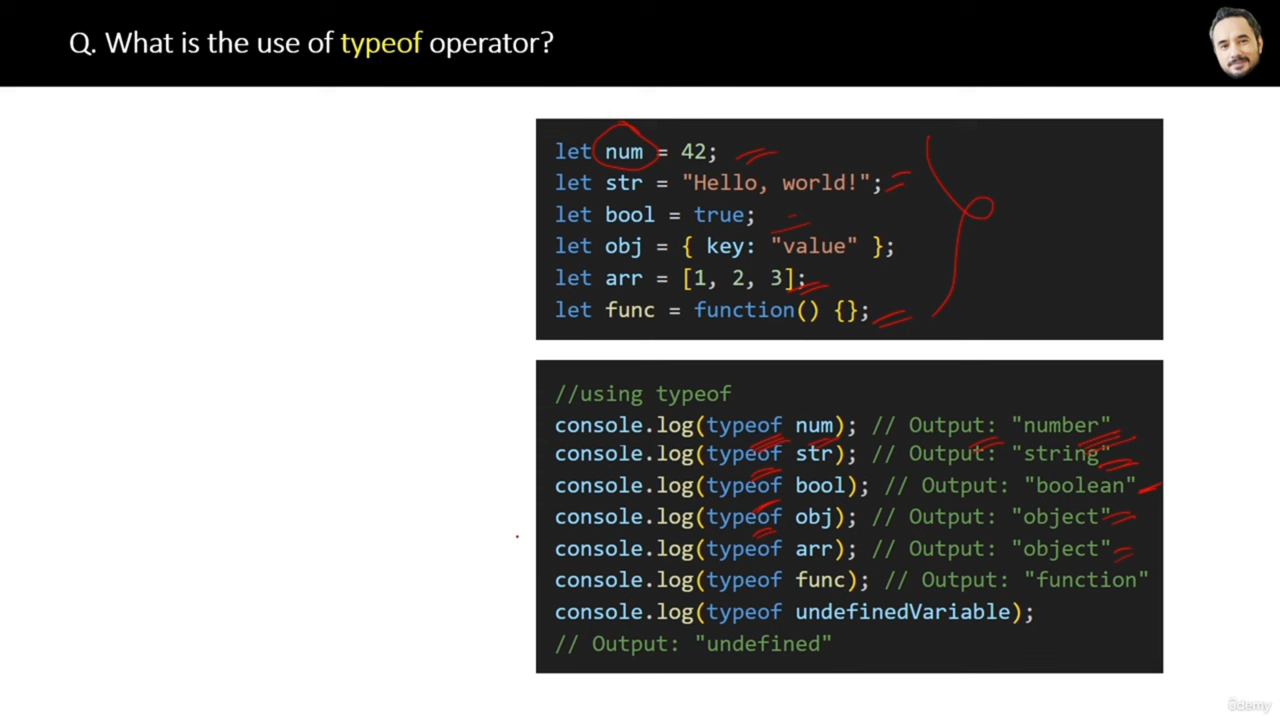 Q. What is the use of typeof operator?
let num = 42;
let str = "Hello, world!";
let bool = true;
let obj = { key: "value" };
let arr = [1, 2, 3];
let func = function() {};
//using typeof
console.log(typeof num); // Output: "number"
console.log(typeof str); // Output: "string"
console.log(typeof bool); // Output: "boolean"
console.log(typeof obj); // Output: "object"
console.log(typeof arr); // Output: "object"
console.log(typeof func); // Output: "function"
console.log(typeof undefinedVariable);
// Output: "undefined"
ûdemy